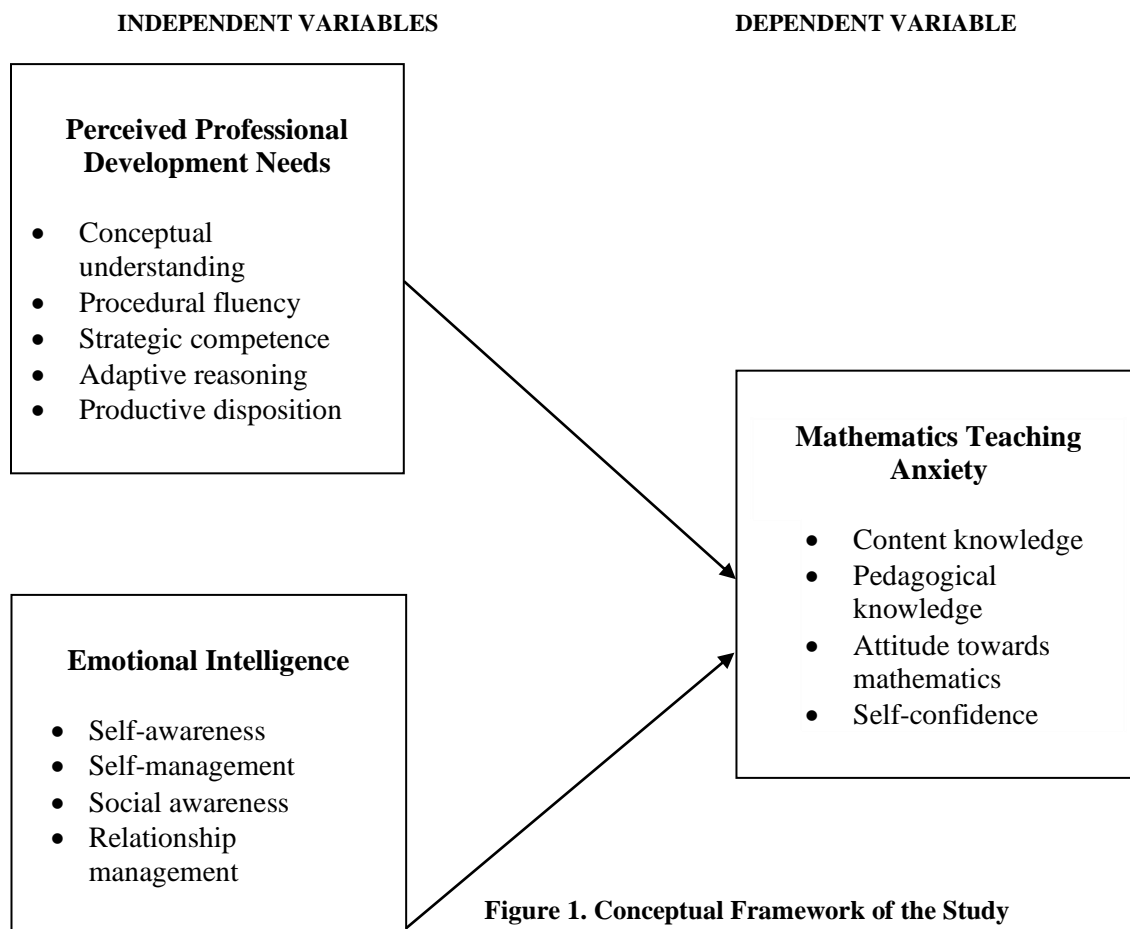 INDEPENDENT VARIABLES
DEPENDENT VARIABLE
Perceived Professional
Development Needs
• Conceptual
understanding
• Procedural fluency
• Strategic competence
• Adaptive reasoning
• Productive disposition
Emotional Intelligence
• Self-awareness
• Self-management
• Social awareness
• Relationship
management
Mathematics Teaching
Anxiety
• Content knowledge
• Pedagogical
knowledge
• Attitude towards
mathematics
• Self-confidence
Figure 1. Conceptual Framework of the Study